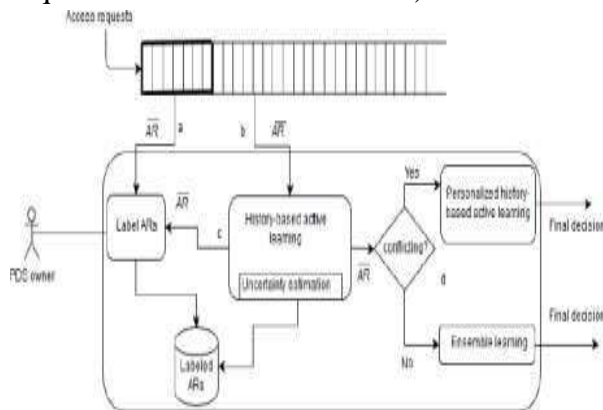 Access requests
a
b
AR
AR
AR
c
Label ARs
History-based active
learning
Uncertainty estimation
AR
conflicting?
Yes
No
d
Personalized history-
based active learning
Final decision
Ensemble learning
Final decision
PDS owner
Labeled
ARs